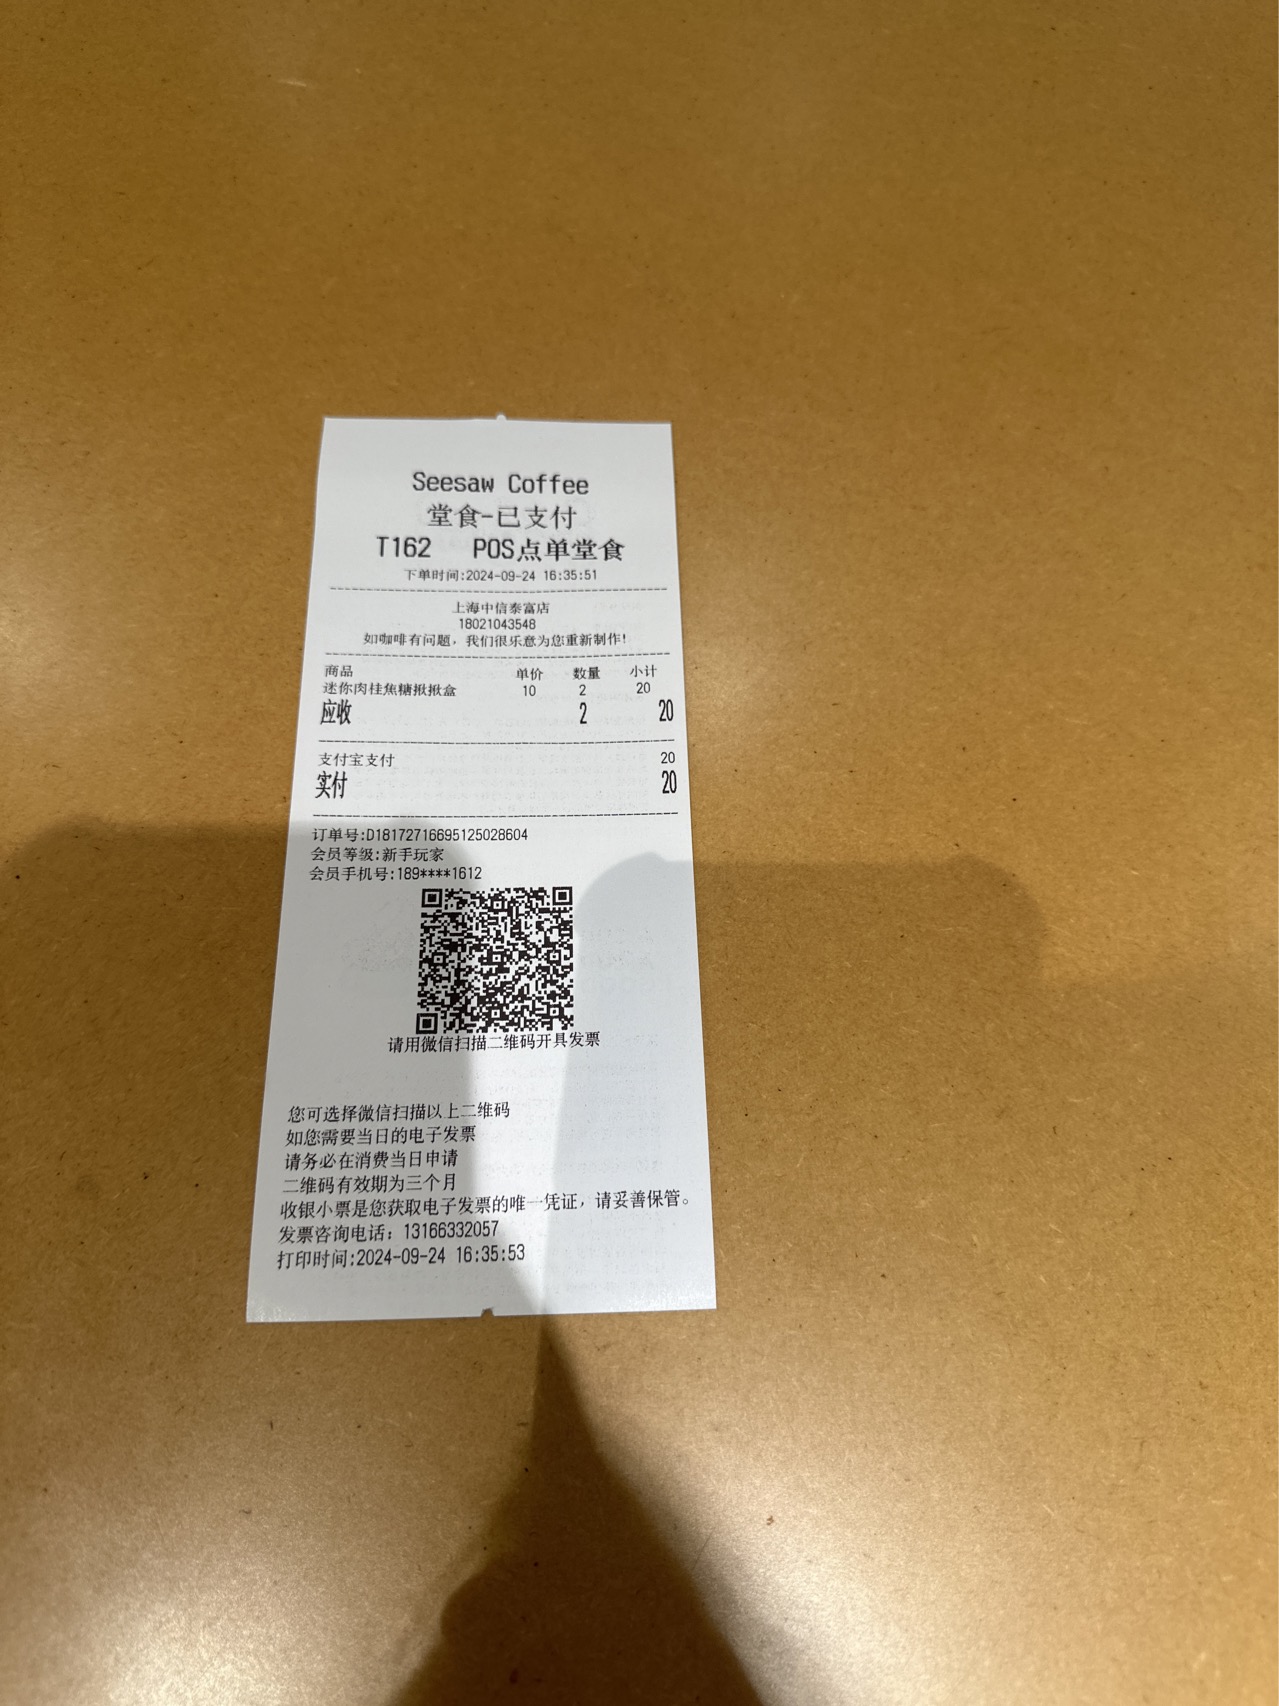 Seesaw Coffee
堂食-已支付
T162 POS点单堂食
下单时间:2024-09-24 16:35:51
上海中信泰富店
18021043548
如咖啡有问题，我们很乐意为您重新制作!
商品 单价 数量 小计
迷你肉桂焦糖揪揪盒 10 2 20
应收 2 20
支付宝支付 20
实付 20
订单号:D18172716695125028604
会员等级:新手玩家
会员手机号:189****1612
请用微信扫描二维码开具发票
您可选择微信扫描以上二维码
如您需要当日的电子发票
请务必在消费当日申请
二维码有效期为三个月
收银小票是您获取电子发票的唯一凭证，请妥善保管。
发票咨询电话：13166332057
打印时间:2024-09-24 16:35:53